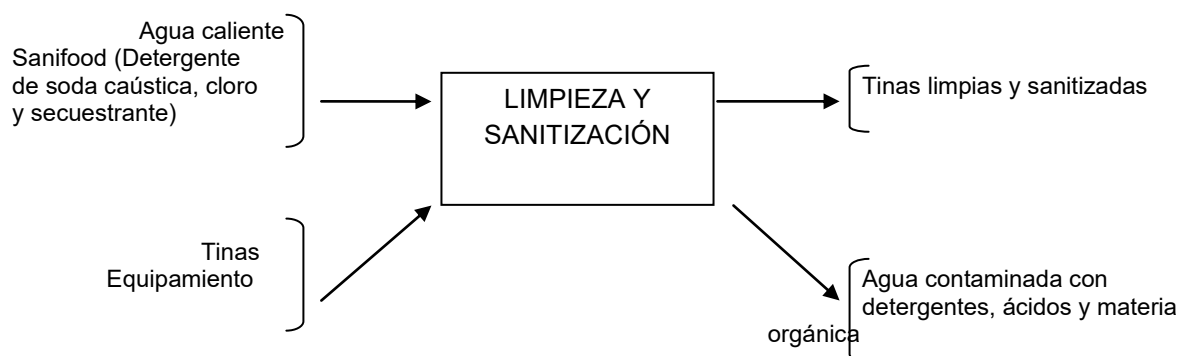 Agua caliente
Sanifood (Detergente
de soda caústica, cloro
y secuestrante)
LIMPIEZA Y
SANITIZACIÓN
Tinas limpias y sanitizadas
Tinas
Equipamiento
Agua contaminada con
detergentes, ácidos y materia
orgánica